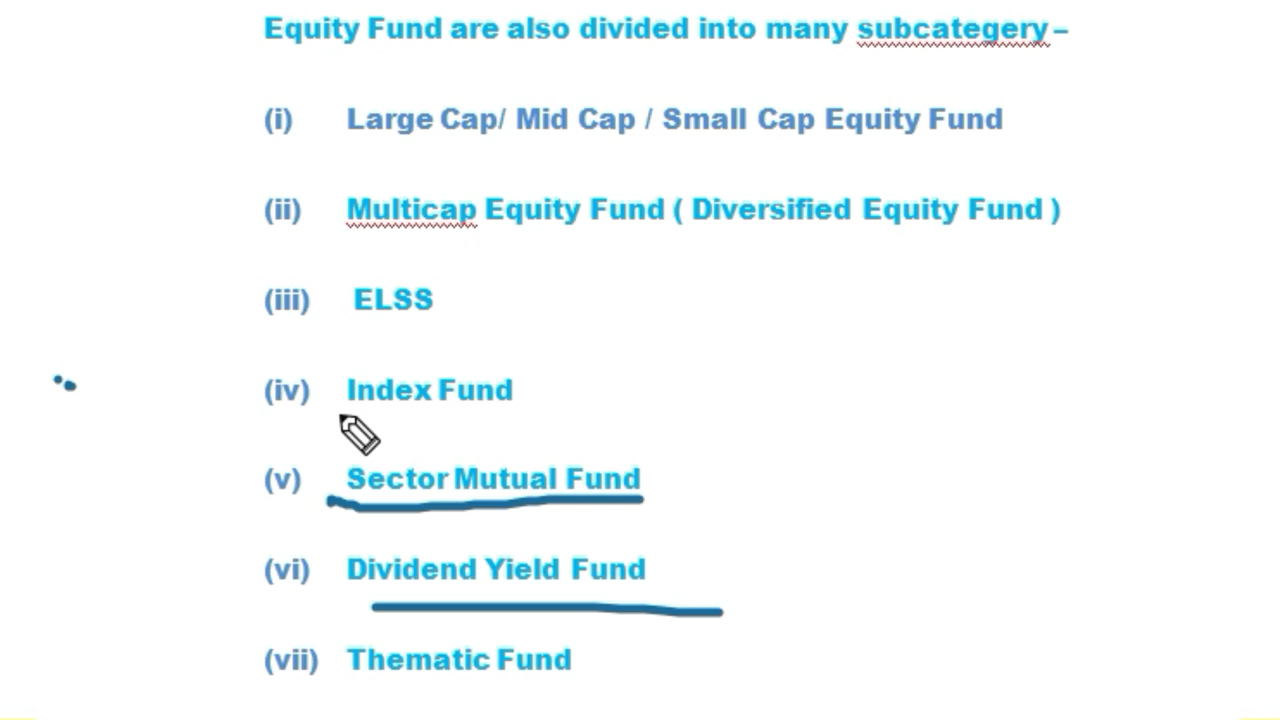 Equity Fund are also divided into many subcategery –
(i) Large Cap/ Mid Cap / Small Cap Equity Fund
(ii) Multicap Equity Fund ( Diversified Equity Fund )
(iii) ELSS
(iv) Index Fund
(v) Sector Mutual Fund
(vi) Dividend Yield Fund
(vii) Thematic Fund